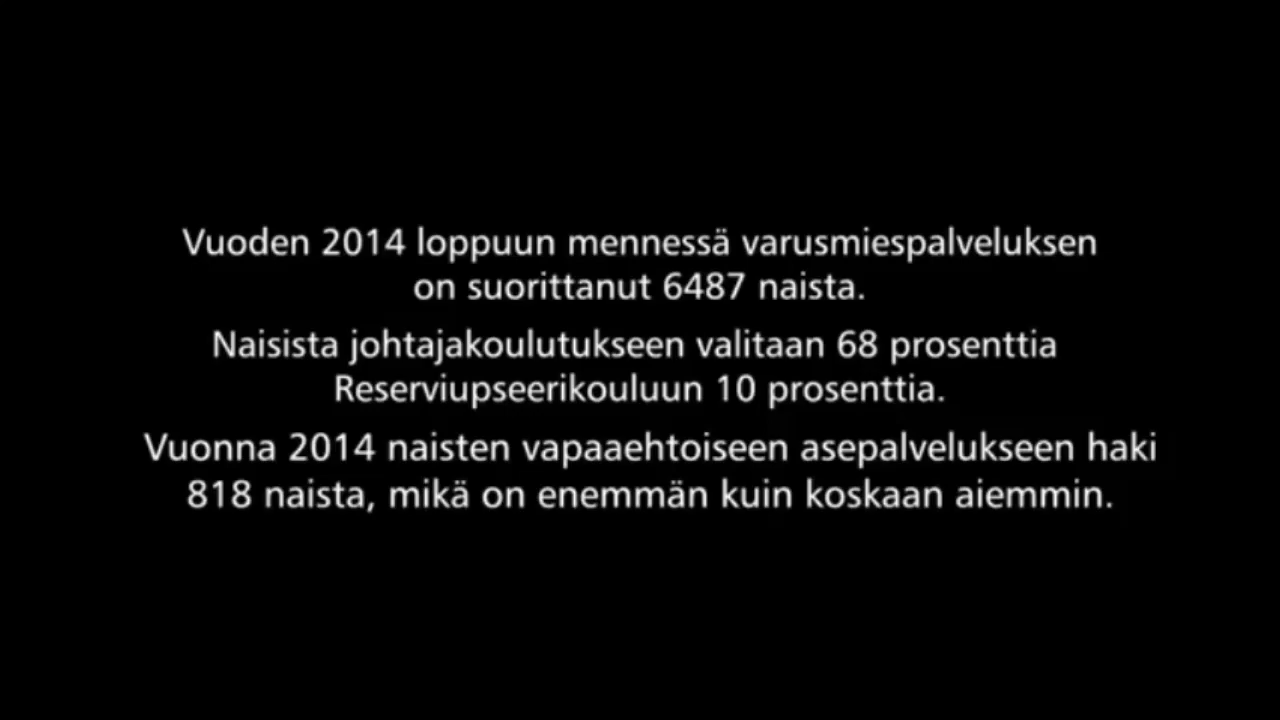 Vuoden 2014 loppuun mennessä varusmiespalveluksen
on suorittanut 6487 naista.
Naisista johtajakoulutukseen valitaan 68 prosenttia
Reserviupseerikouluun 10 prosenttia.
Vuonna 2014 naisten vapaaehtoiseen asepalvelukseen haki
818 naista, mikä on enemmän kuin koskaan aiemmin.